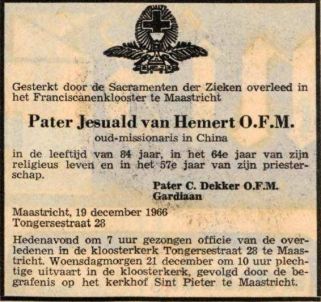 Gesterkt door de Sacramenten der Zieken overleed in
het Franciscanenklooster te Maastricht
Pater Jesuald van Hemert O.F.M.
oud-missionaris in China
in de leeftijd van 84 jaar, in het 64e jaar van zijn
religieus leven en in het 57e jaar van zijn priester-
schap.
Pater C. Dekker O.F.M.
Gardiaan
Maastricht, 19 december 1966
Tongersestraat 28
Hedenavond om 7 uur gezongen officie van de over-
ledenen in de kloosterkerk Tongersestraat 28 te Maas-
tricht. Woensdagmorgen 21 december om 10 uur plech-
tige uitvaart in de kloosterkerk, gevolgd door de be-
grafenis op het kerkhof Sint Pieter te Maastricht.